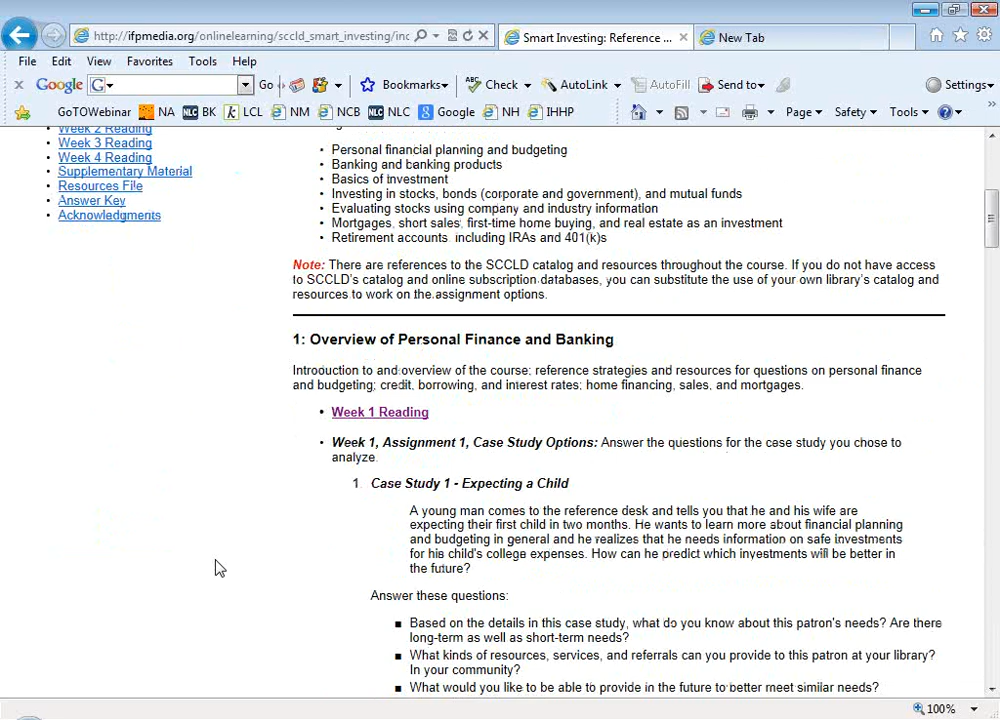 http://ifpmedia.org/onlinelearning/sccld_smart_investing/inc
Smart Investing: Reference ...
New Tab
File Edit View Favorites Tools Help
x Google G Go Bookmarks Check AutoLink AutoFill Send to Settings
GoTOWebinar NA NLC BK k LCL NM NCB NLC NLC g Google NH IHHP Page Safety Tools
Week 2 Reading
Week 3 Reading
Week 4 Reading
Supplementary Material
Resources File
Answer Key
Acknowledgments
• Personal financial planning and budgeting
• Banking and banking products
• Basics of investment
• Investing in stocks, bonds (corporate and government), and mutual funds
• Evaluating stocks using company and industry information
• Mortgages, short sales, first-time home buying, and real estate as an investment
• Retirement accounts including IRAs and 401(k)s
Note: There are references to the SCCLD catalog and resources throughout the course. If you do not have access
to SCCLD's catalog and online subscription databases, you can substitute the use of your own library's catalog and
resources to work on the assignment options.
1: Overview of Personal Finance and Banking
Introduction to and overview of the course; reference strategies and resources for questions on personal finance
and budgeting; credit, borrowing, and interest rates; home financing, sales, and mortgages.
• Week 1 Reading
• Week 1, Assignment 1, Case Study Options: Answer the questions for the case study you chose to
analyze.
1. Case Study 1 - Expecting a Child
A young man comes to the reference desk and tells you that he and his wife are
expecting their first child in two months. He wants to learn more about financial planning
and budgeting in general and he realizes that he needs information on safe investments
for his child's college expenses. How can he predict which investments will be better in
the future?
Answer these questions:
■ Based on the details in this case study, what do you know about this patron's needs? Are there
long-term as well as short-term needs?
■ What kinds of resources, services, and referrals can you provide to this patron at your library?
In your community?
■ What would you like to be able to provide in the future to better meet similar needs?
100%